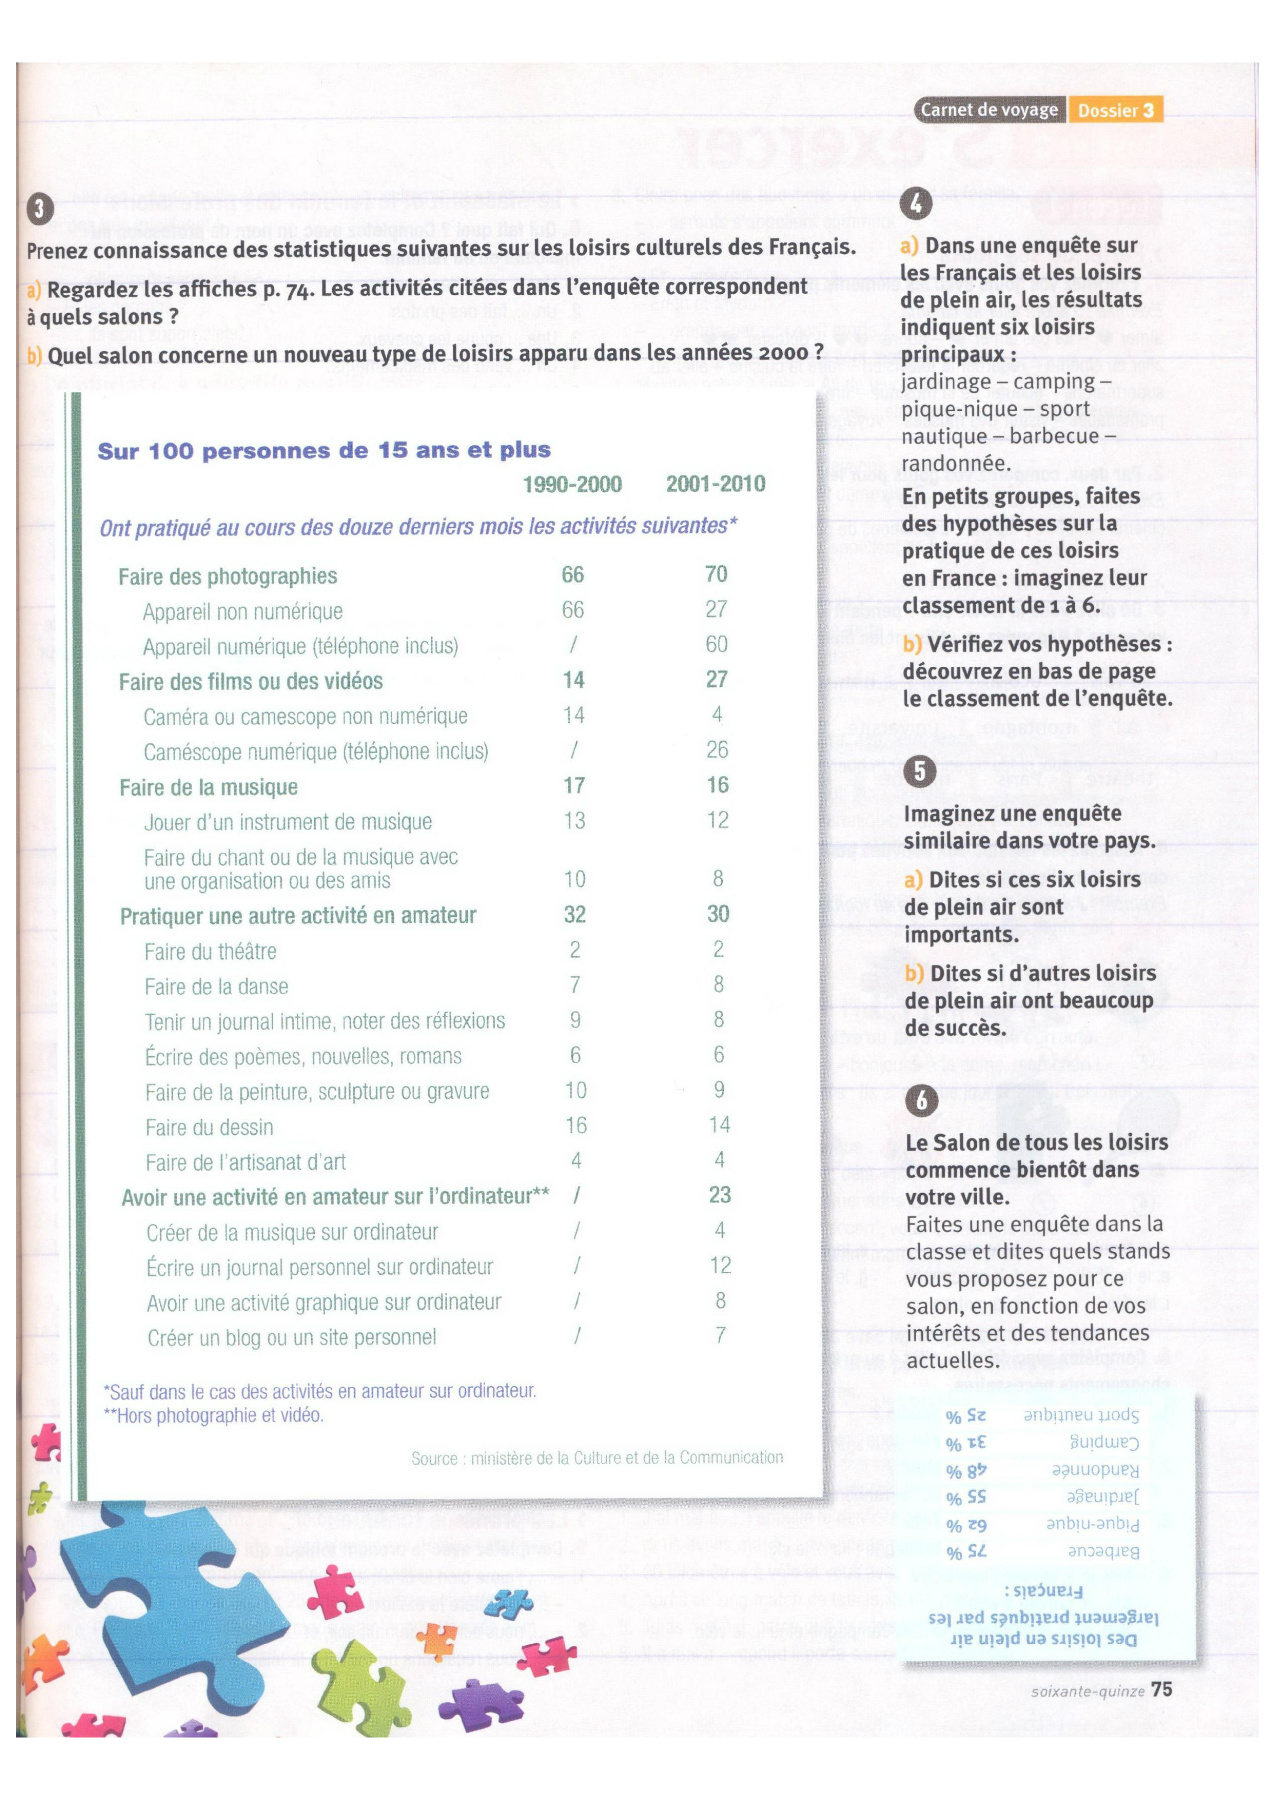 Carnet de voyage Dossier 3
3
Prenez connaissance des statistiques suivantes sur les loisirs culturels des Français.
a) Regardez les affiches p. 74. Les activités citées dans l'enquête correspondent
à quels salons ?
b) Quel salon concerne un nouveau type de loisirs apparu dans les années 2000 ?
Sur 100 personnes de 15 ans et plus
1990-2000 2001-2010
Ont pratiqué au cours des douze derniers mois les activités suivantes*
Faire des photographies 66 70
Appareil non numérique 66 27
Appareil numérique (téléphone inclus) / 60
Faire des films ou des vidéos 14 27
Caméra ou camescope non numérique 14 4
Caméscope numérique (téléphone inclus) / 26
Faire de la musique 17 16
Jouer d'un instrument de musique 13 12
Faire du chant ou de la musique avec
une organisation ou des amis 10 8
Pratiquer une autre activité en amateur 32 30
Faire du théâtre 2 2
Faire de la danse 7 8
Tenir un journal intime, noter des réflexions 9 8
Écrire des poèmes, nouvelles, romans 6 6
Faire de la peinture, sculpture ou gravure 10 9
Faire du dessin 16 14
Faire de l'artisanat d'art 4 4
Avoir une activité en amateur sur l'ordinateur** / 23
Créer de la musique sur ordinateur / 4
Écrire un journal personnel sur ordinateur / 12
Avoir une activité graphique sur ordinateur / 8
Créer un blog ou un site personnel / 7
*Sauf dans le cas des activités en amateur sur ordinateur.
**Hors photographie et vidéo.
Source : ministère de la Culture et de la Communication
4
a) Dans une enquête sur
les Français et les loisirs
de plein air, les résultats
indiquent six loisirs
principaux :
jardinage – camping –
pique-nique – sport
nautique – barbecue –
randonnée.
En petits groupes, faites
des hypothèses sur la
pratique de ces loisirs
en France : imaginez leur
classement de 1 à 6.
b) Vérifiez vos hypothèses :
découvrez en bas de page
le classement de l'enquête.
5
Imaginez une enquête
similaire dans votre pays.
a) Dites si ces six loisirs
de plein air sont
importants.
b) Dites si d'autres loisirs
de plein air ont beaucoup
de succès.
6
Le Salon de tous les loisirs
commence bientôt dans
votre ville.
Faites une enquête dans la
classe et dites quels stands
vous proposez pour ce
salon, en fonction de vos
intérêts et des tendances
actuelles.
Des loisirs en plein air
largement pratiqués par les
Français :
Barbecue 75 %
Pique-nique 62 %
Jardinage 55 %
Randonnée 48 %
Camping 31 %
Sport nautique 25 %
soixante-quinze 75